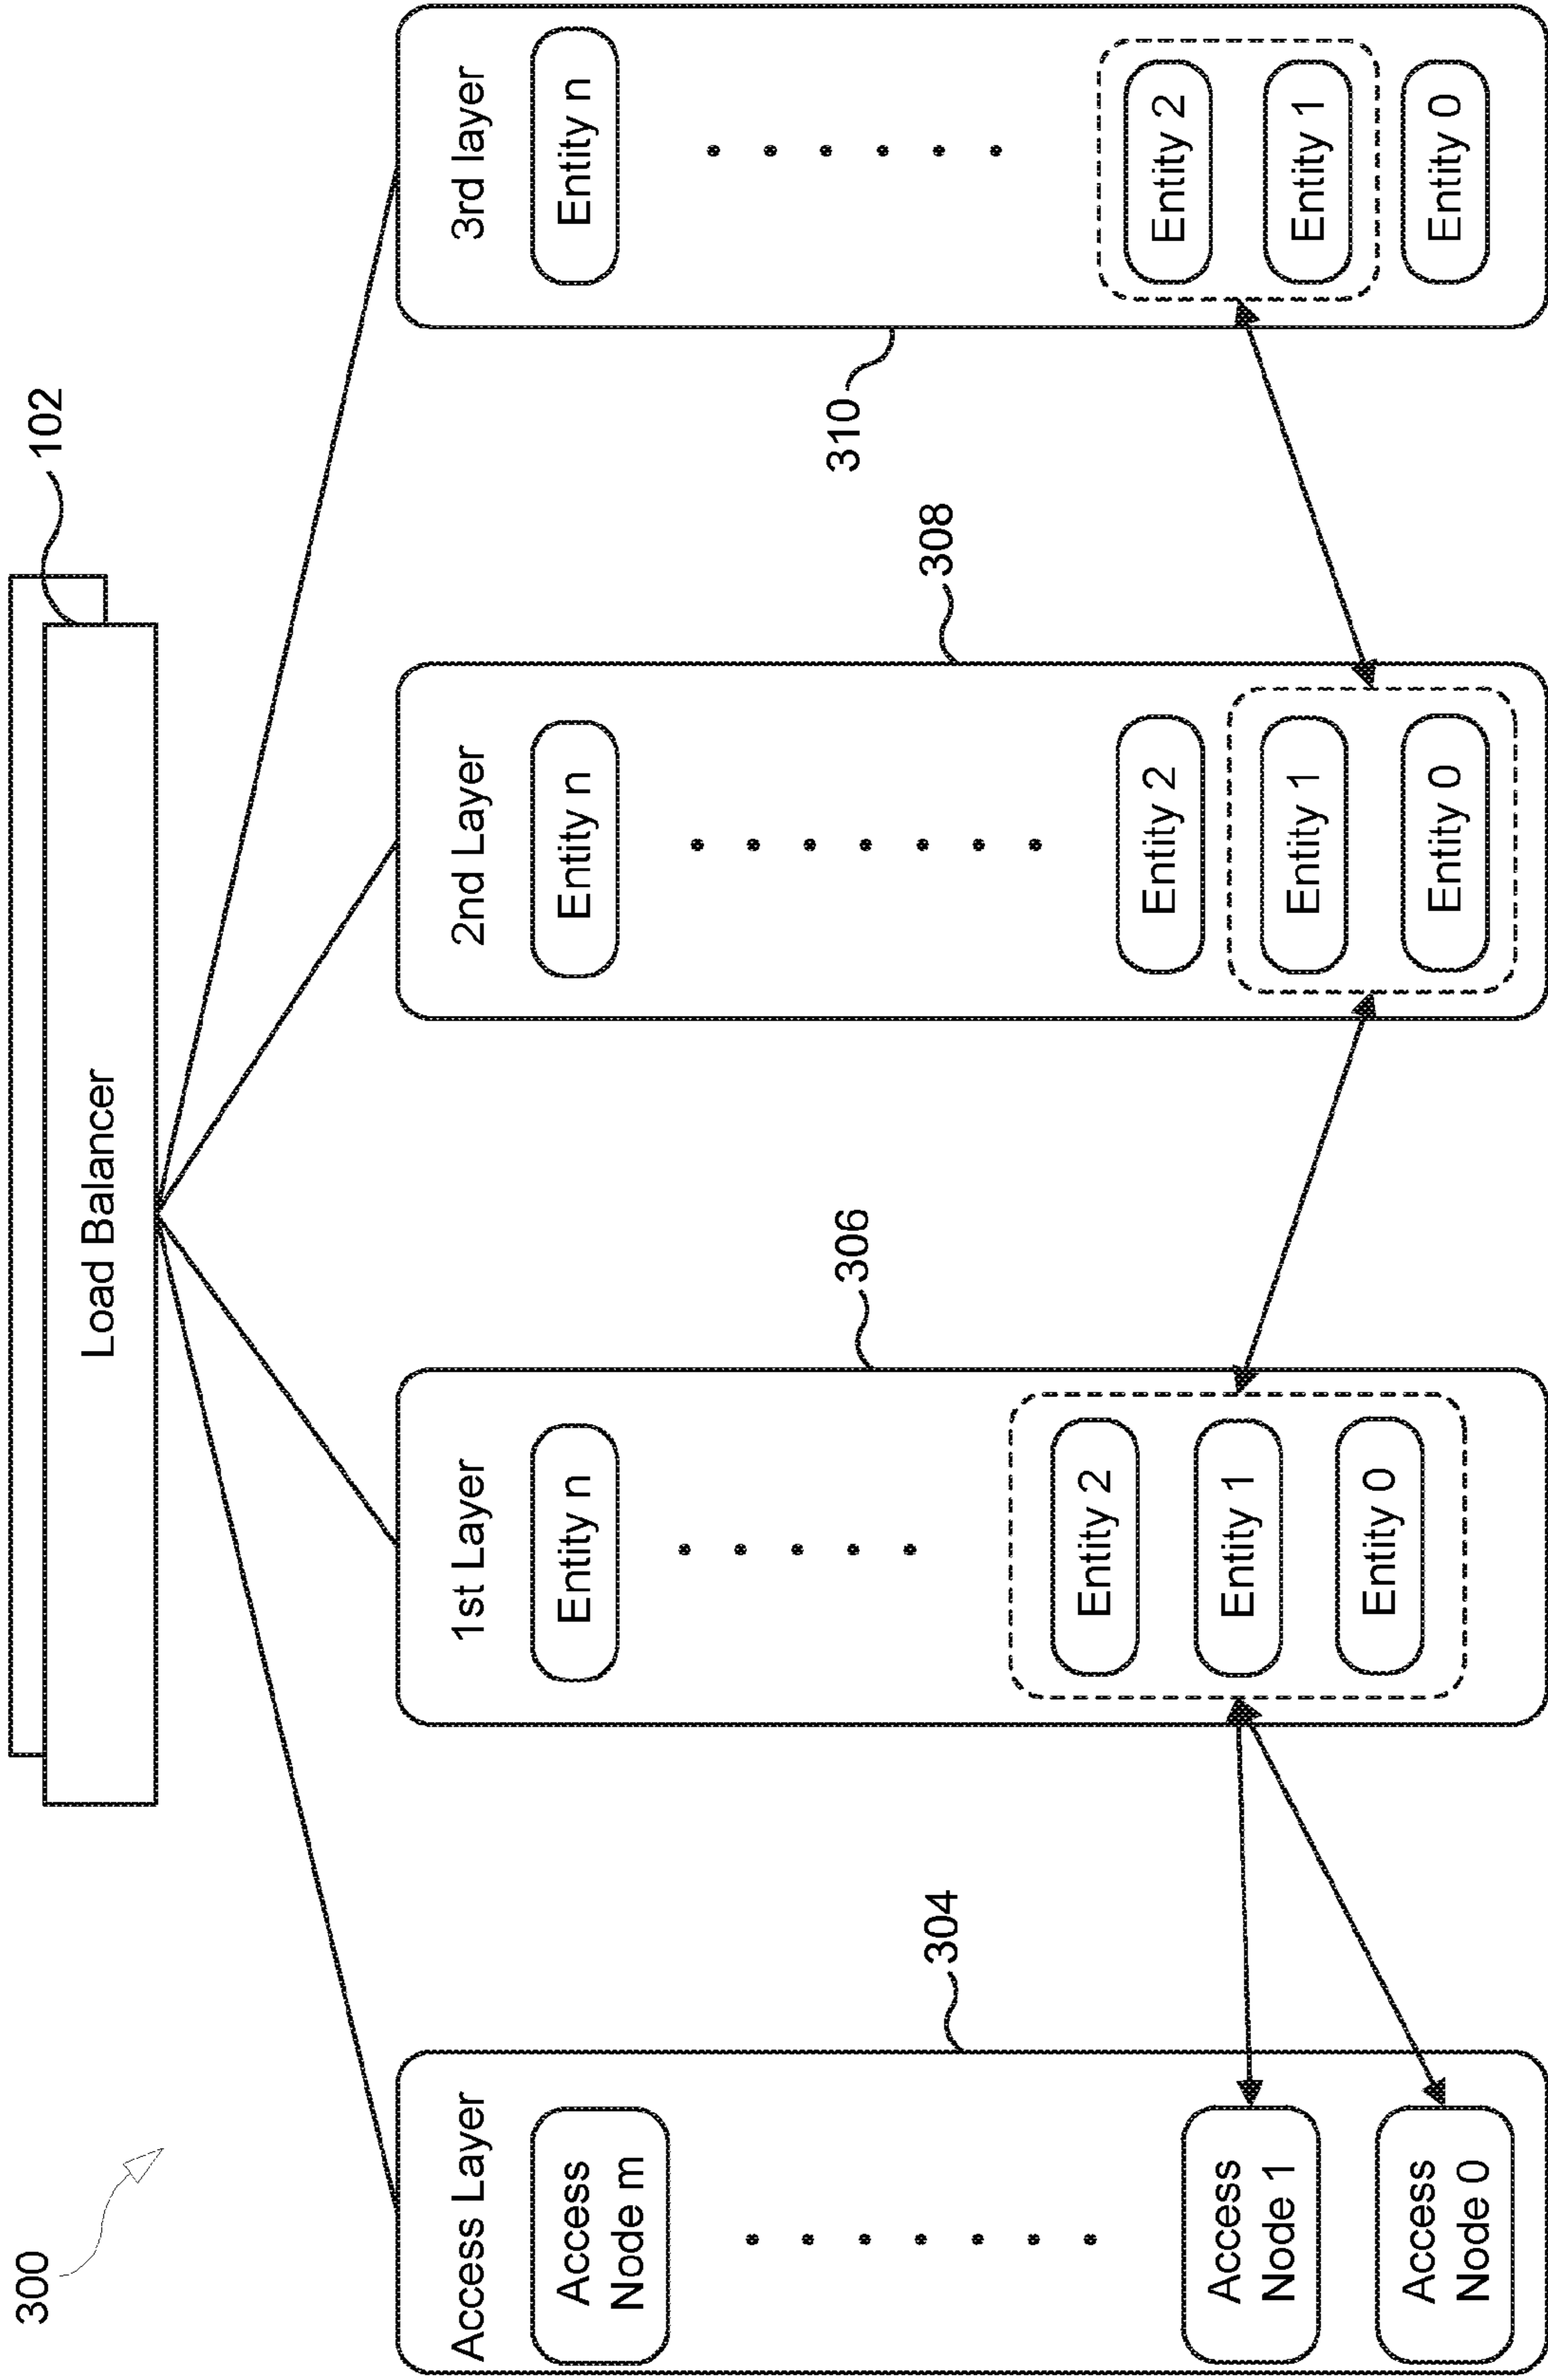 300
102
Load Balancer
Access Layer
Access
Node m
Access
Node 1
Access
Node 0
304
1st Layer
Entity n
Entity 2
Entity 1
Entity 0
306
2nd Layer
Entity n
Entity 2
Entity 1
Entity 0
308
3rd layer
Entity n
Entity 2
Entity 1
Entity 0
310